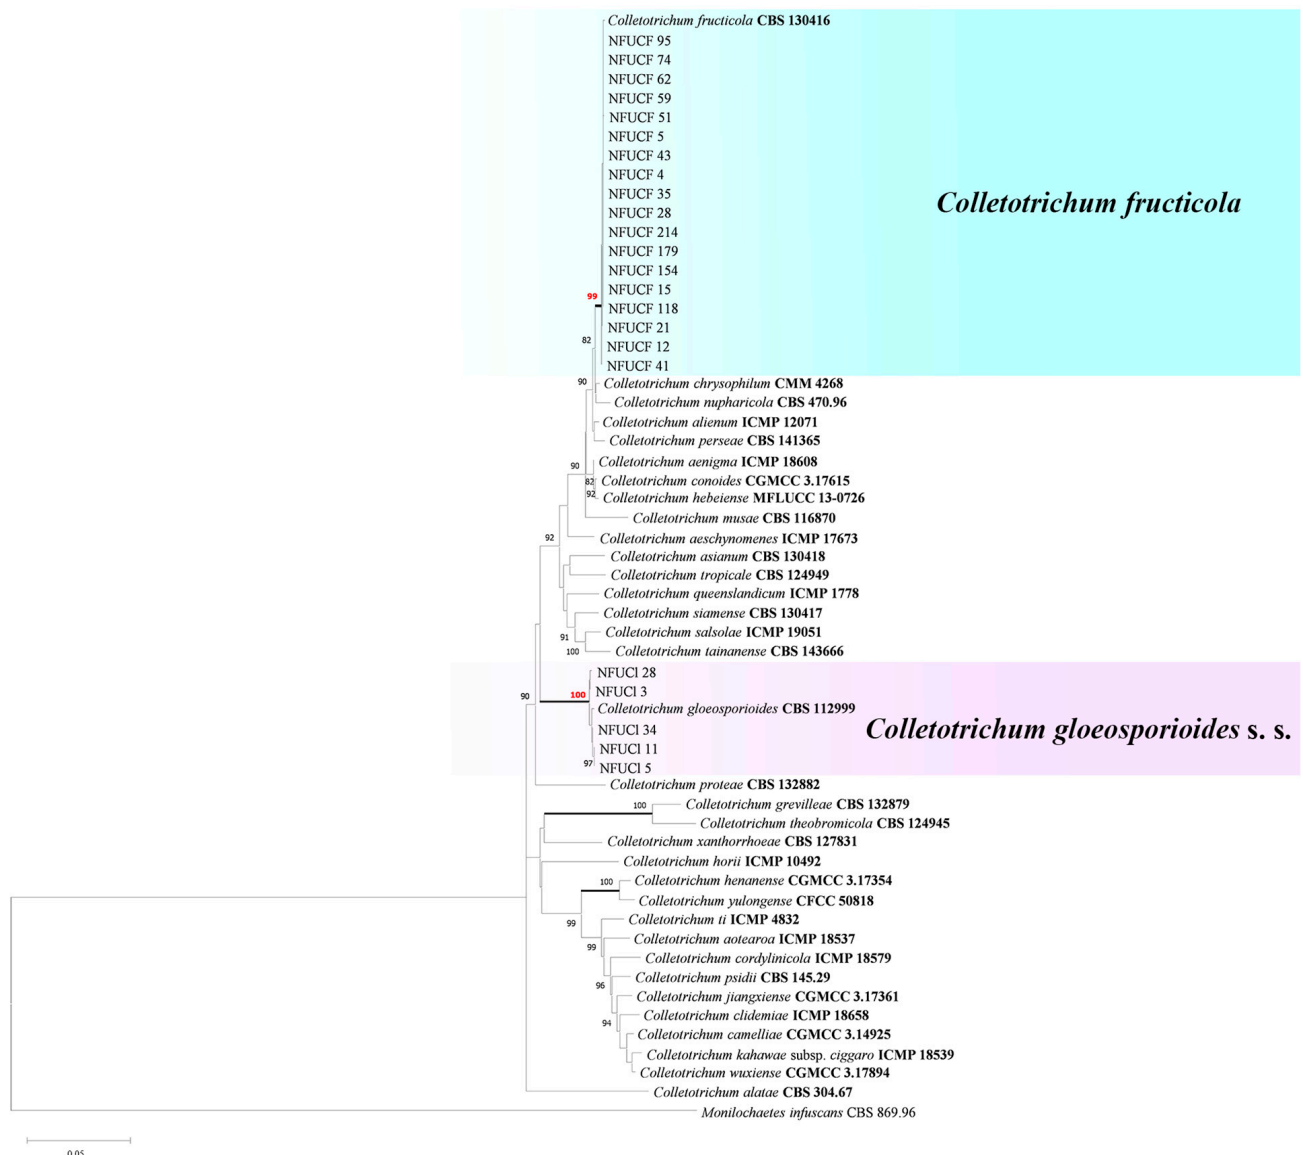 Colletotrichum fructicola CBS 130416
NFUCF 95
NFUCF 74
NFUCF 62
NFUCF 59
NFUCF 51
NFUCF 5
NFUCF 43
NFUCF 4
NFUCF 35
Colletotrichum fructicola
NFUCF 28
NFUCF 214
NFUCF 179
NFUCF 154
NFUCF 15
99
NFUCF 118
NFUCF 21
82
NFUCF 12
NFUCF 41
90
Colletotrichum chrysophilum CMM 4268
Colletotrichum nupharicola CBS 470.96
Colletotrichum alienum ICMP 12071
Colletotrichum perseae CBS 141365
Colletotrichum aenigma ICMP 18608
90
82
Colletotrichum conoides CGMCC 3.17615
92
Colletotrichum hebeiense MFLUCC 13-0726
Colletotrichum musae CBS 116870
92
Colletotrichum aeschynomenes ICMP 17673
Colletotrichum asianum CBS 130418
Colletotrichum tropicale CBS 124949
Colletotrichum queenslandicum ICMP 1778
Colletotrichum siamense CBS 130417
Colletotrichum salsolae ICMP 19051
91
100
Colletotrichum tainanense CBS 143666
NFUCl 28
90
100
NFUCl 3
Colletotrichum gloeosporioides CBS 112999
Colletotrichum gloeosporioides s. s.
NFUCl 34
NFUCl 11
97
NFUCl 5
Colletotrichum proteae CBS 132882
100
Colletotrichum grevilleae CBS 132879
Colletotrichum theobromicola CBS 124945
Colletotrichum xanthorrhoeae CBS 127831
Colletotrichum horii ICMP 10492
100
Colletotrichum henanense CGMCC 3.17354
Colletotrichum yulongense CFCC 50818
99
Colletotrichum ti ICMP 4832
99
Colletotrichum aotearoa ICMP 18537
Colletotrichum cordylinicola ICMP 18579
96
Colletotrichum psidii CBS 145.29
Colletotrichum jiangxiense CGMCC 3.17361
94
Colletotrichum clidemiae ICMP 18658
Colletotrichum camelliae CGMCC 3.14925
Colletotrichum kahawae subsp. ciggaro ICMP 18539
Colletotrichum wuxiense CGMCC 3.17894
Colletotrichum alatae CBS 304.67
Monilochaetes infuscans CBS 869.96
0.05